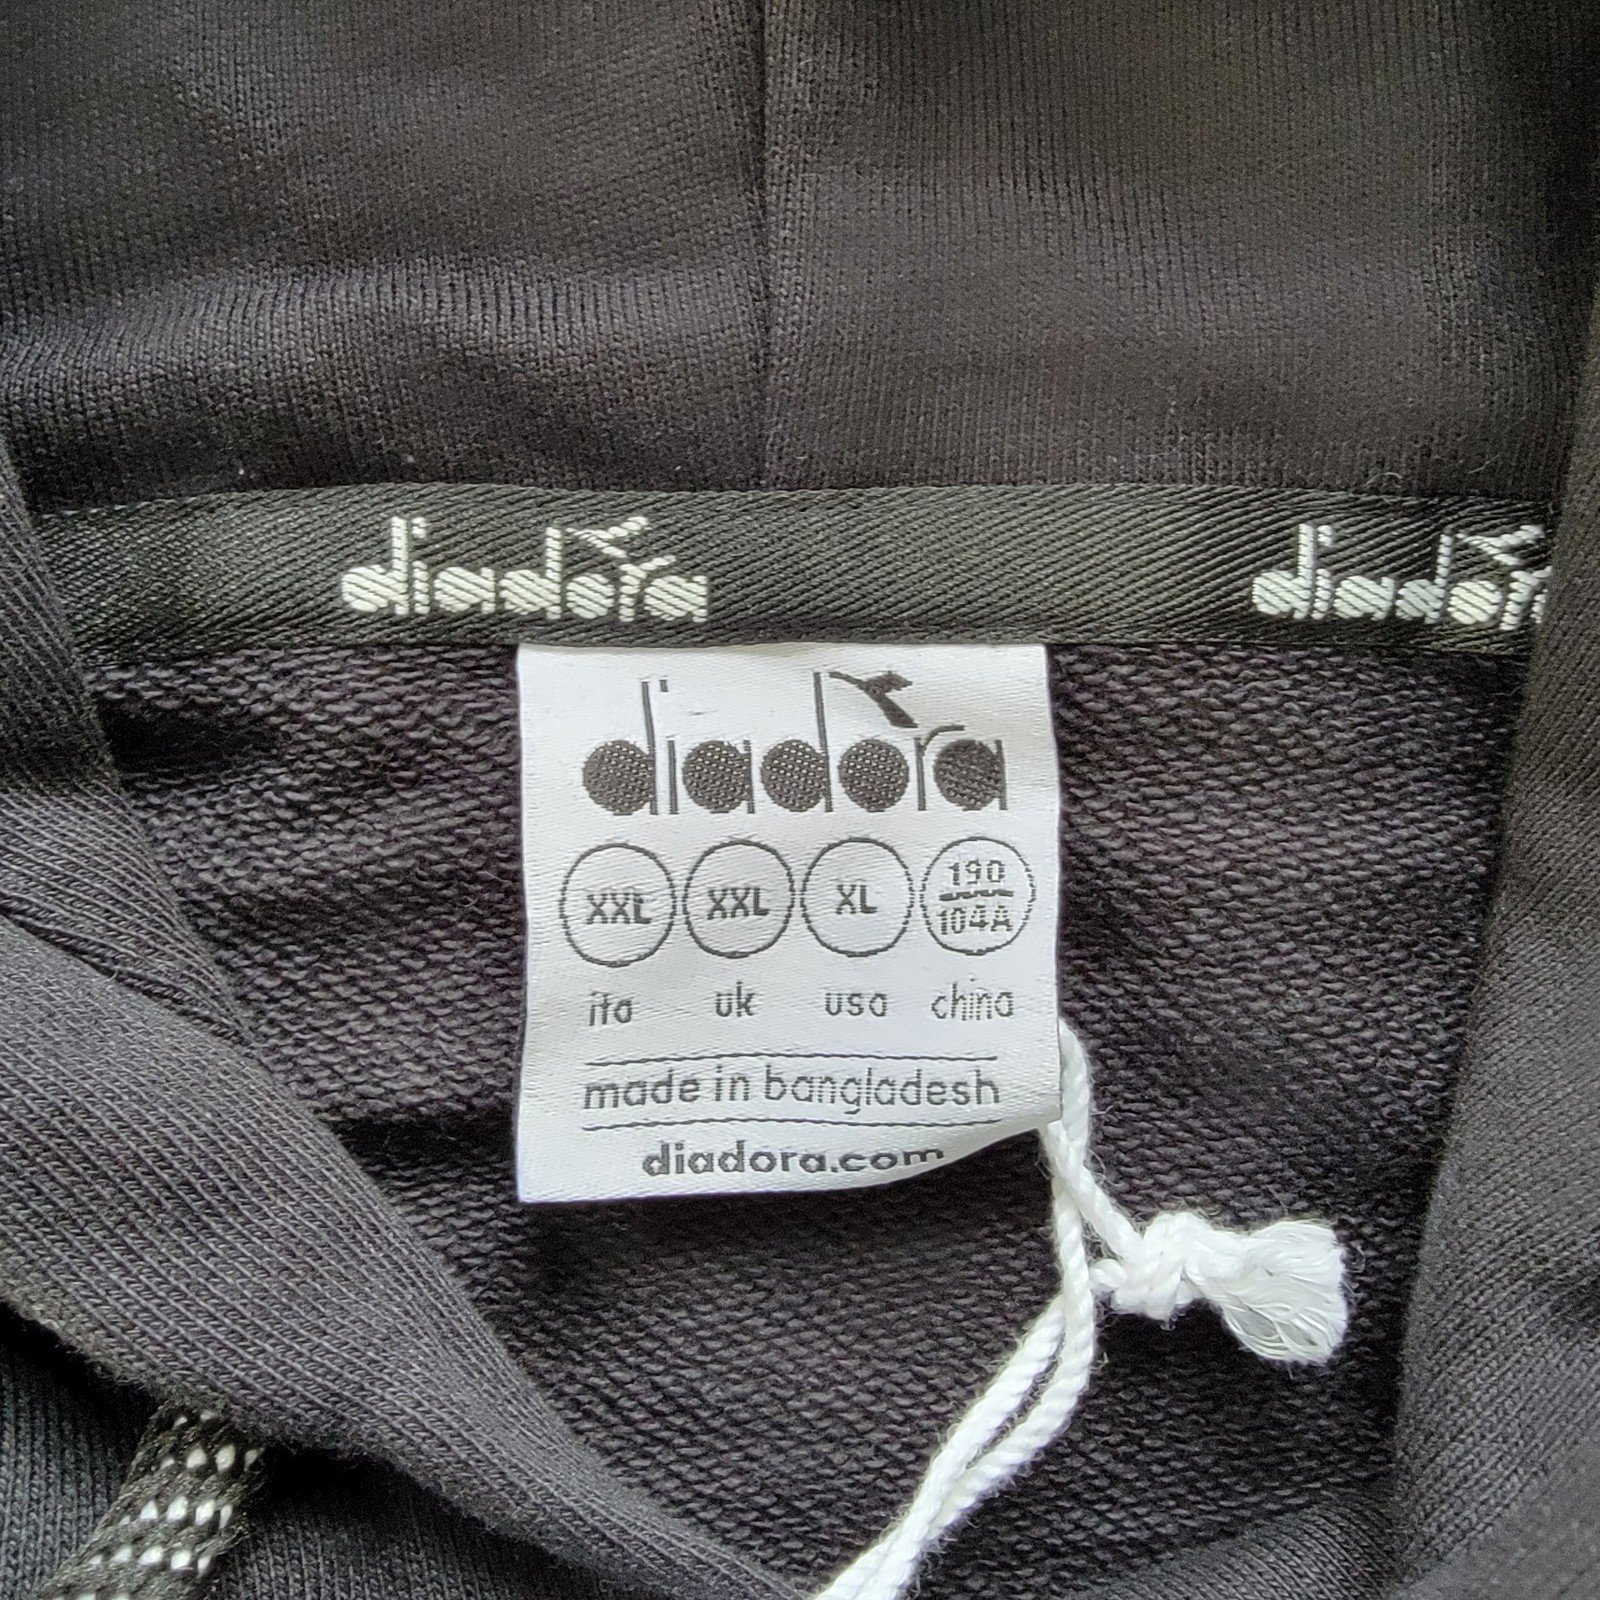 diadora diadora
diadora
XXL XXL XL 190
104A
ita uk usa china
made in bangladesh
diadora.com